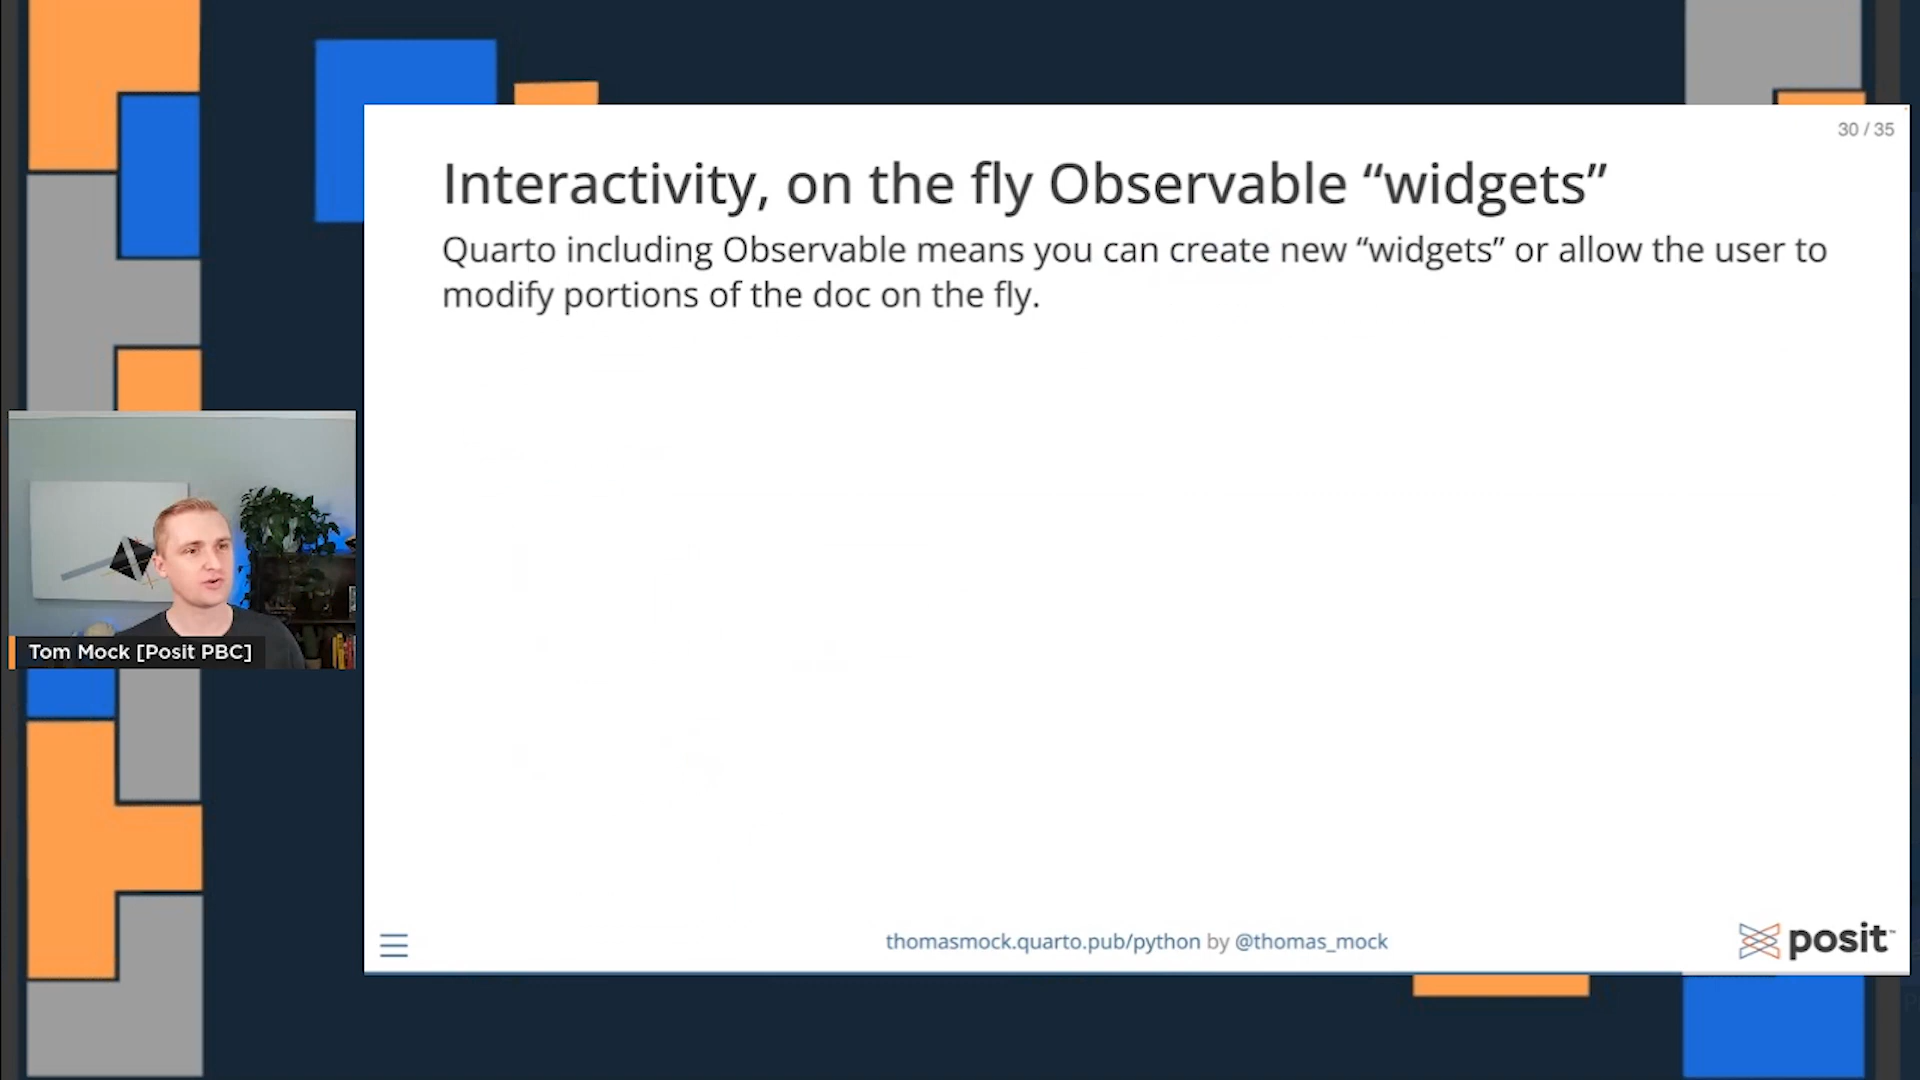 30 / 35
Interactivity, on the fly Observable “widgets”
Quarto including Observable means you can create new “widgets” or allow the user to
modify portions of the doc on the fly.
Tom Mock [Posit PBC]
thomasmock.quarto.pub/python by @thomas_mock
posit™